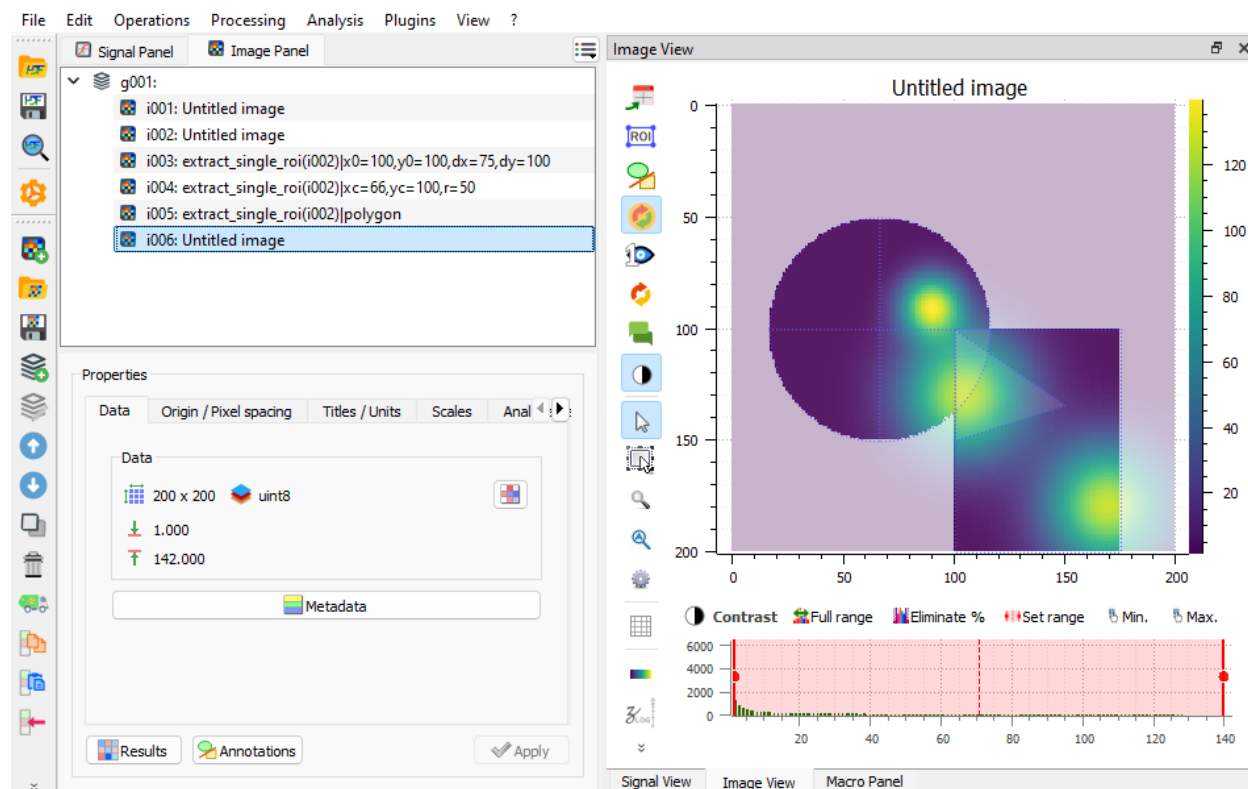 File Edit Operations Processing Analysis Plugins View ?
Signal Panel Image Panel
g001:
i001: Untitled image
i002: Untitled image
i003: extract_single_roi(i002)|x0=100,y0=100,dx=75,dy=100
i004: extract_single_roi(i002)|xc=66,yc=100,r=50
i005: extract_single_roi(i002)|polygon
i006: Untitled image
Properties
Data Origin / Pixel spacing Titles / Units Scales Anal
Data
200 x 200 uint8
1.000
142.000
Metadata
Results Annotations Apply
Image View
Untitled image
HDF
HDF
ROI
1
A
Log
0
50
100
150
200
0 50 100 150 200
120
100
80
60
40
20
Contrast Full range Eliminate % Set range Min. Max.
6000
4000
2000
0
20 40 60 80 100 120 140
Signal View Image View Macro Panel